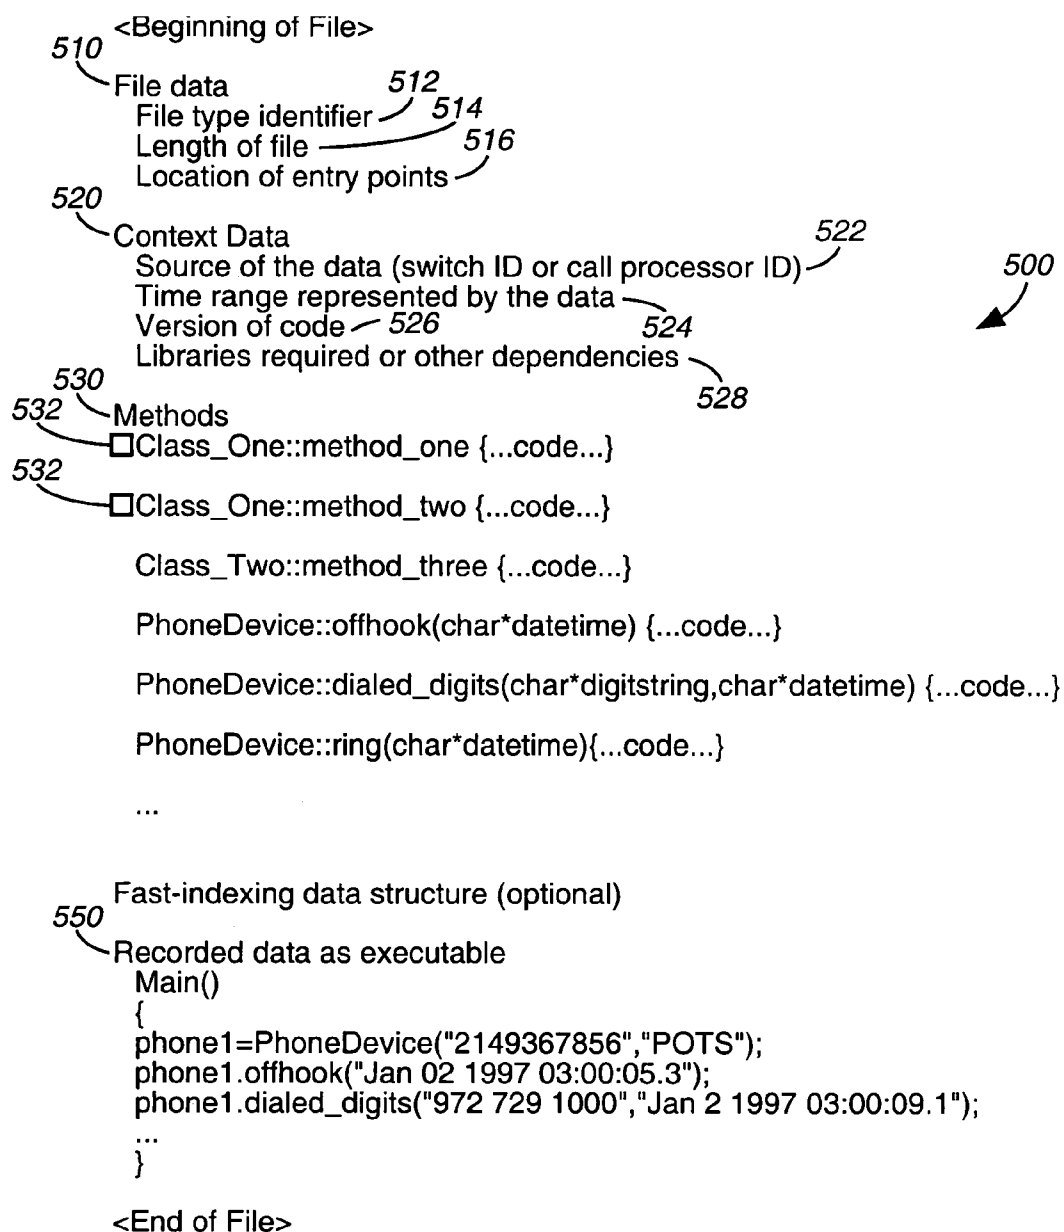 <Beginning of File>
510
File data 512
File type identifier 514
Length of file 516
Location of entry points
520
Context Data 522
Source of the data (switch ID or call processor ID) 500
Time range represented by the data
Version of code 526 524
Libraries required or other dependencies
530 528
532 Methods
Class_One::method_one {...code...}
532
Class_One::method_two {...code...}
Class_Two::method_three {...code...}
PhoneDevice::offhook(char*datetime) {...code...}
PhoneDevice::dialed_digits(char*digitstring,char*datetime) {...code...}
PhoneDevice::ring(char*datetime){...code...}
...
Fast-indexing data structure (optional)
550
Recorded data as executable
Main()
{
phone1=PhoneDevice("2149367856","POTS");
phone1.offhook("Jan 02 1997 03:00:05.3");
phone1.dialed_digits("972 729 1000","Jan 2 1997 03:00:09.1");
...
}
<End of File>